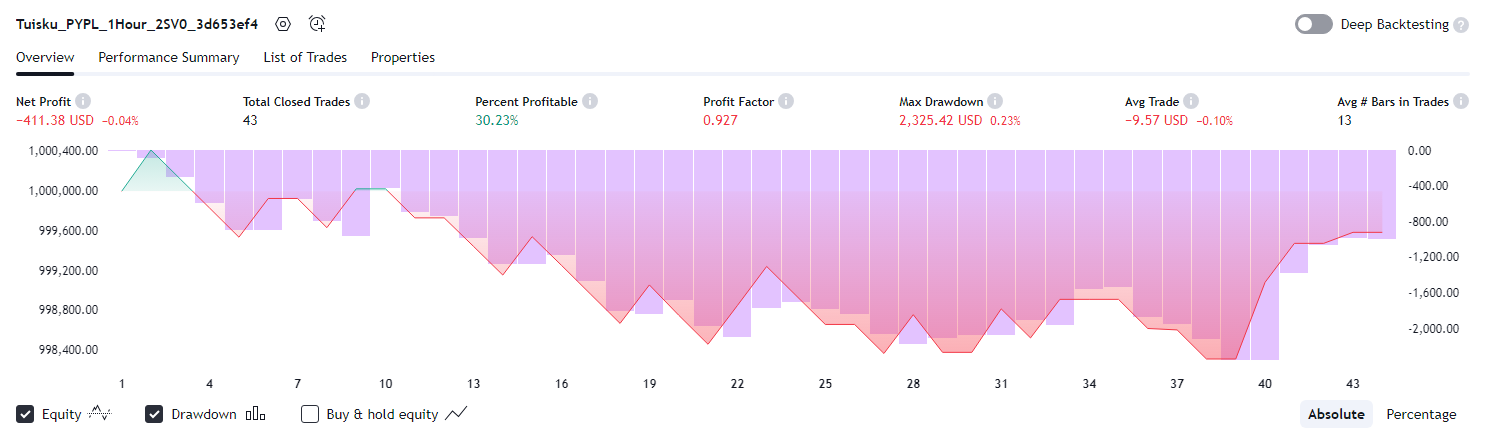 Tuisku_PYPL_1Hour_2SV0_3d653ef4
Deep Backtesting ?
Overview Performance Summary List of Trades Properties
Net Profit i Total Closed Trades i Percent Profitable i Profit Factor i Max Drawdown i Avg Trade i Avg # Bars in Trades i
−411.38 USD −0.04% 43 30.23% 0.927 2,325.42 USD 0.23% −9.57 USD −0.10% 13
1,000,400.00 0.00
1,000,000.00 -400.00
999,600.00 -800.00
999,200.00 -1,200.00
998,800.00 -1,600.00
998,400.00 -2,000.00
1 4 7 10 13 16 19 22 25 28 31 34 37 40 43
Equity Drawdown Buy & hold equity Absolute Percentage